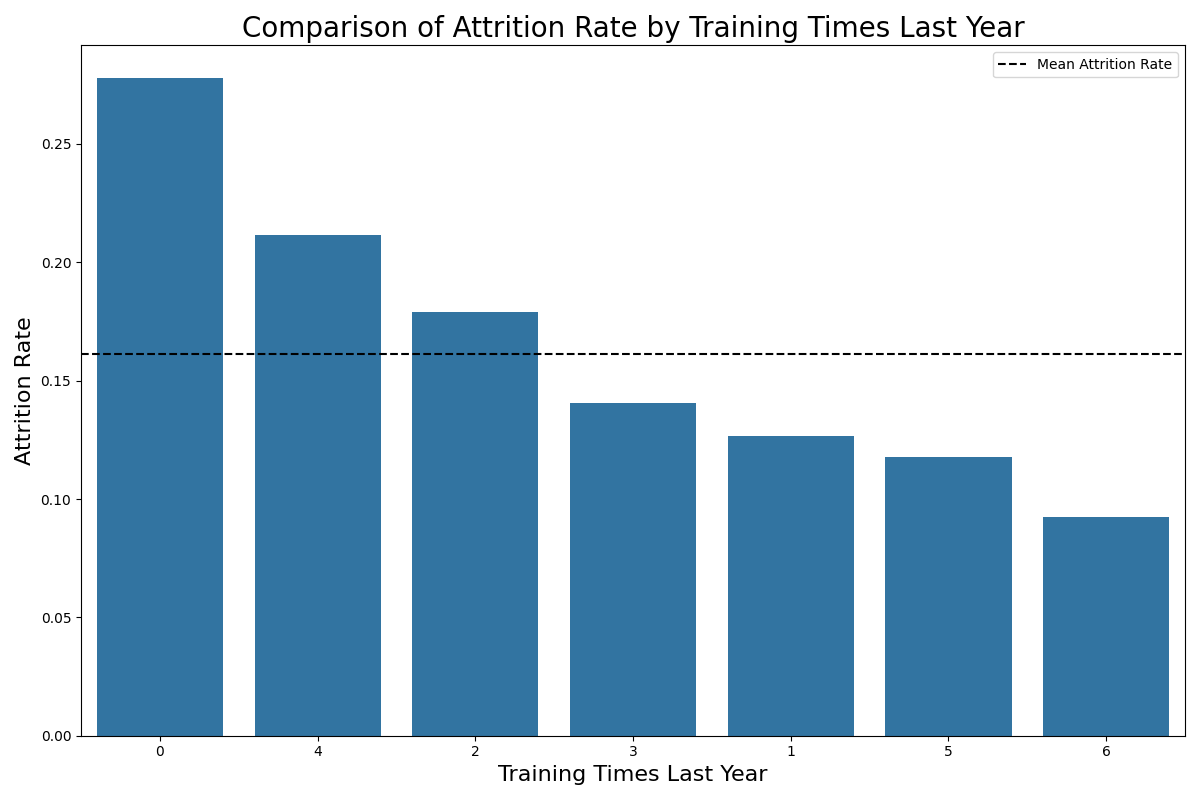 Comparison of Attrition Rate by Training Times Last Year
Mean Attrition Rate
Attrition Rate
0.25
0.20
0.15
0.10
0.05
0.00
0 4 2 3 1 5 6
Training Times Last Year